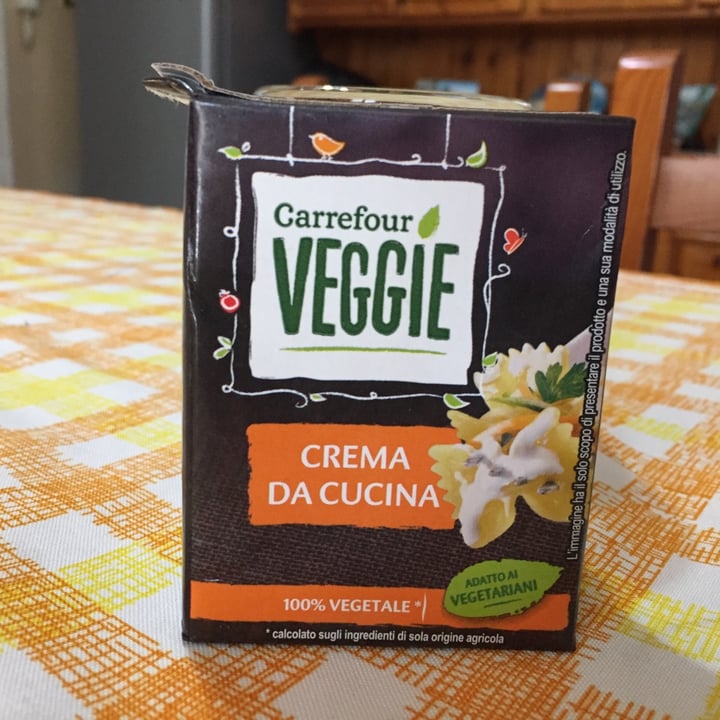 Carrefour
VEGGIE
CREMA
DA CUCINA
L'immagine ha il solo scopo di presentare il prodotto e una sua modalità di utilizzo.
ADATTO AI
VEGETARIANI
100% VEGETALE *
* calcolato sugli ingredienti di sola origine agricola